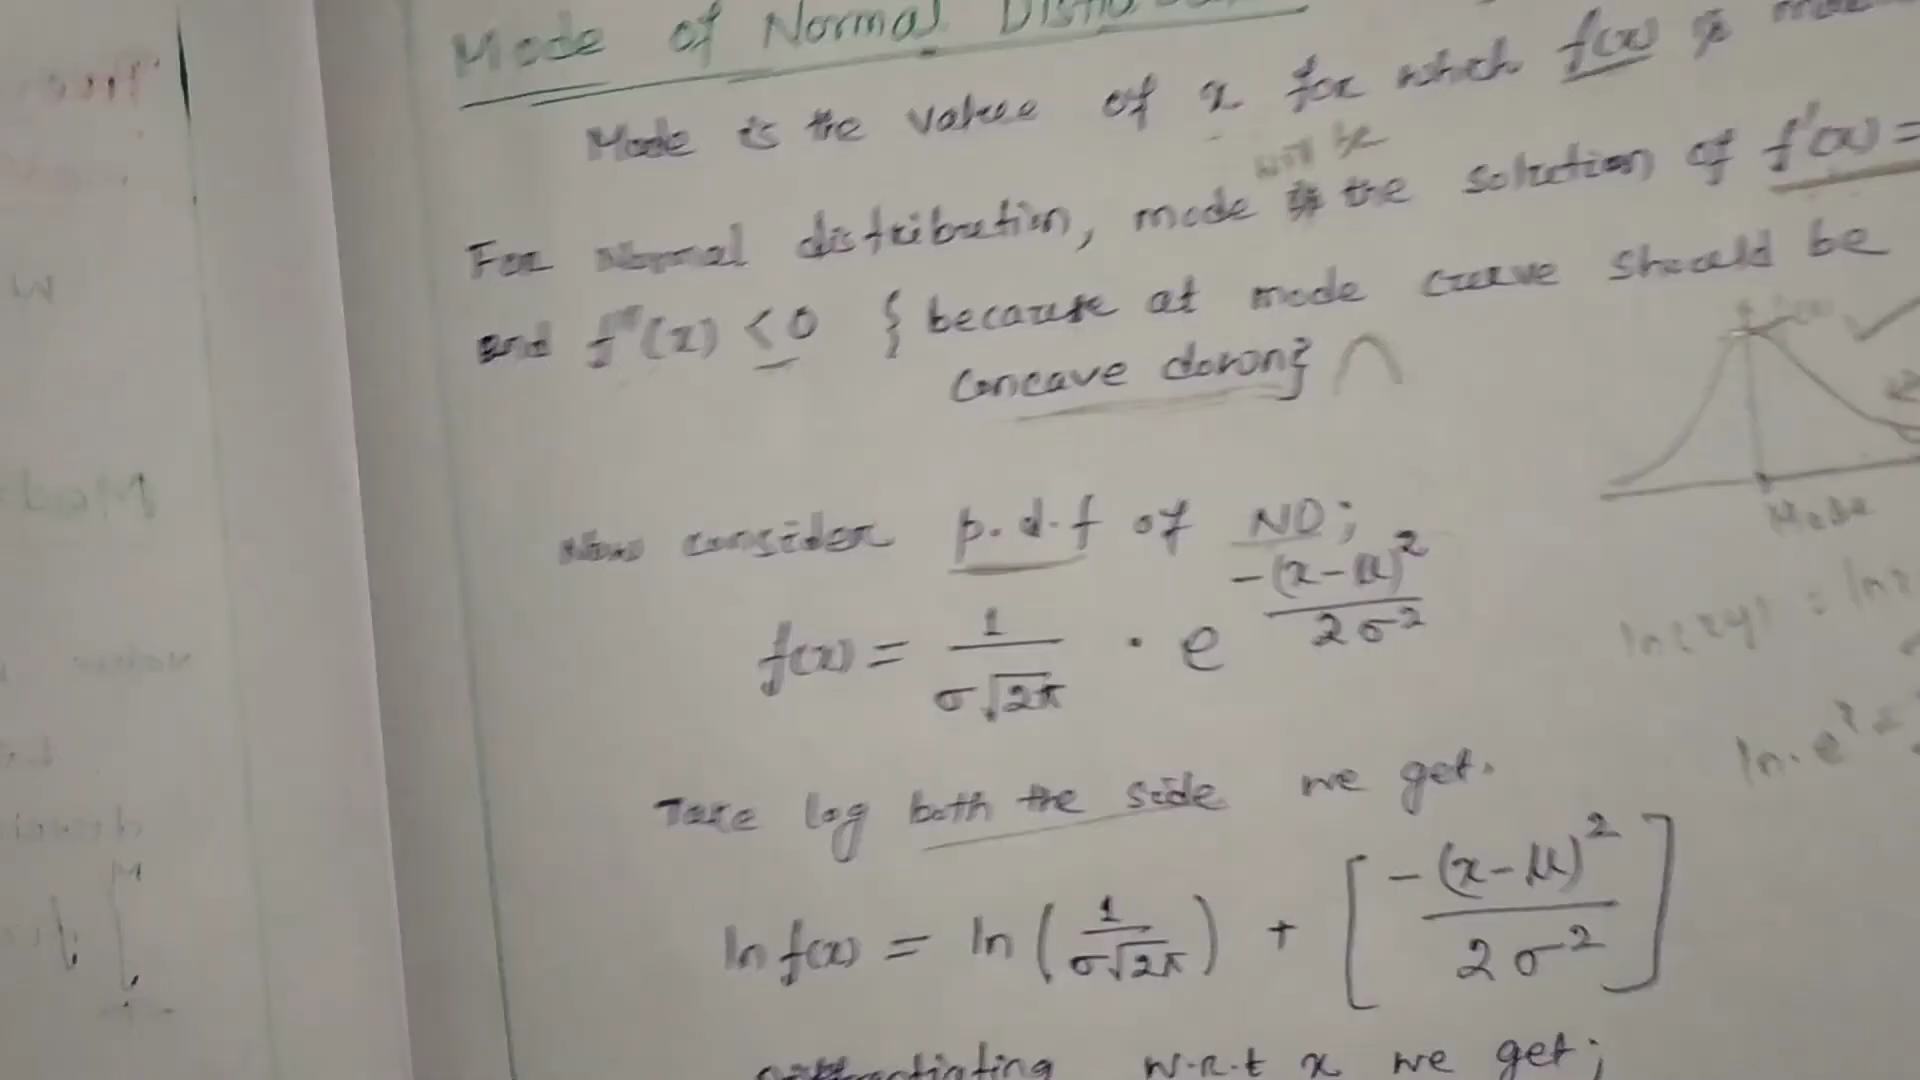 Mode of Normal
Mode is the value of x for which f(x) is
will be
For Normal distribution, mode the solution of f'(x) =
and f''(x) < 0 { because at mode curve should be
concave down} ∩
Mode
Now consider p.d.f of ND;
f(x) = 1/(σ√2π) · e^(-(x-μ)²/2σ²)
Take log both the side we get.
ln f(x) = ln (1/(σ√2π)) + [-(x-μ)²/2σ²]
w.r.t x we get;